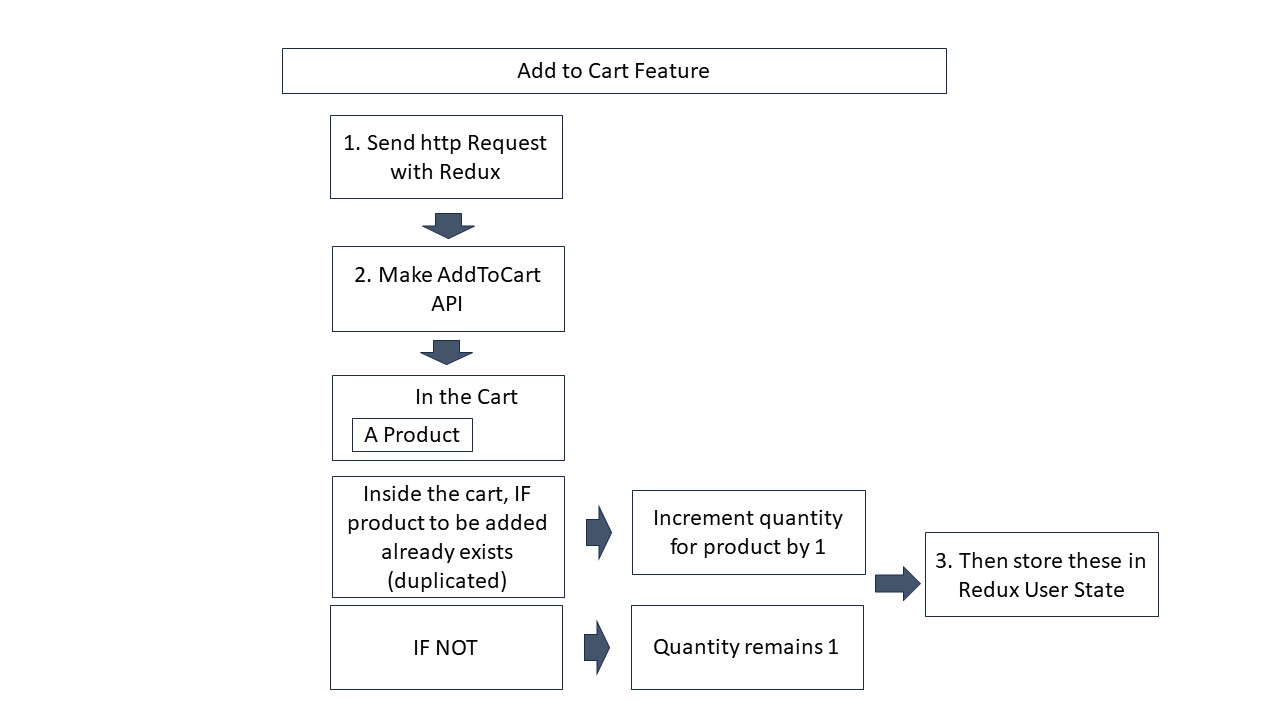 Add to Cart Feature
1. Send http Request
with Redux
2. Make AddToCart
API
In the Cart
A Product
Inside the cart, IF
product to be added
already exists
(duplicated)
Increment quantity
for product by 1
3. Then store these in
Redux User State
IF NOT
Quantity remains 1